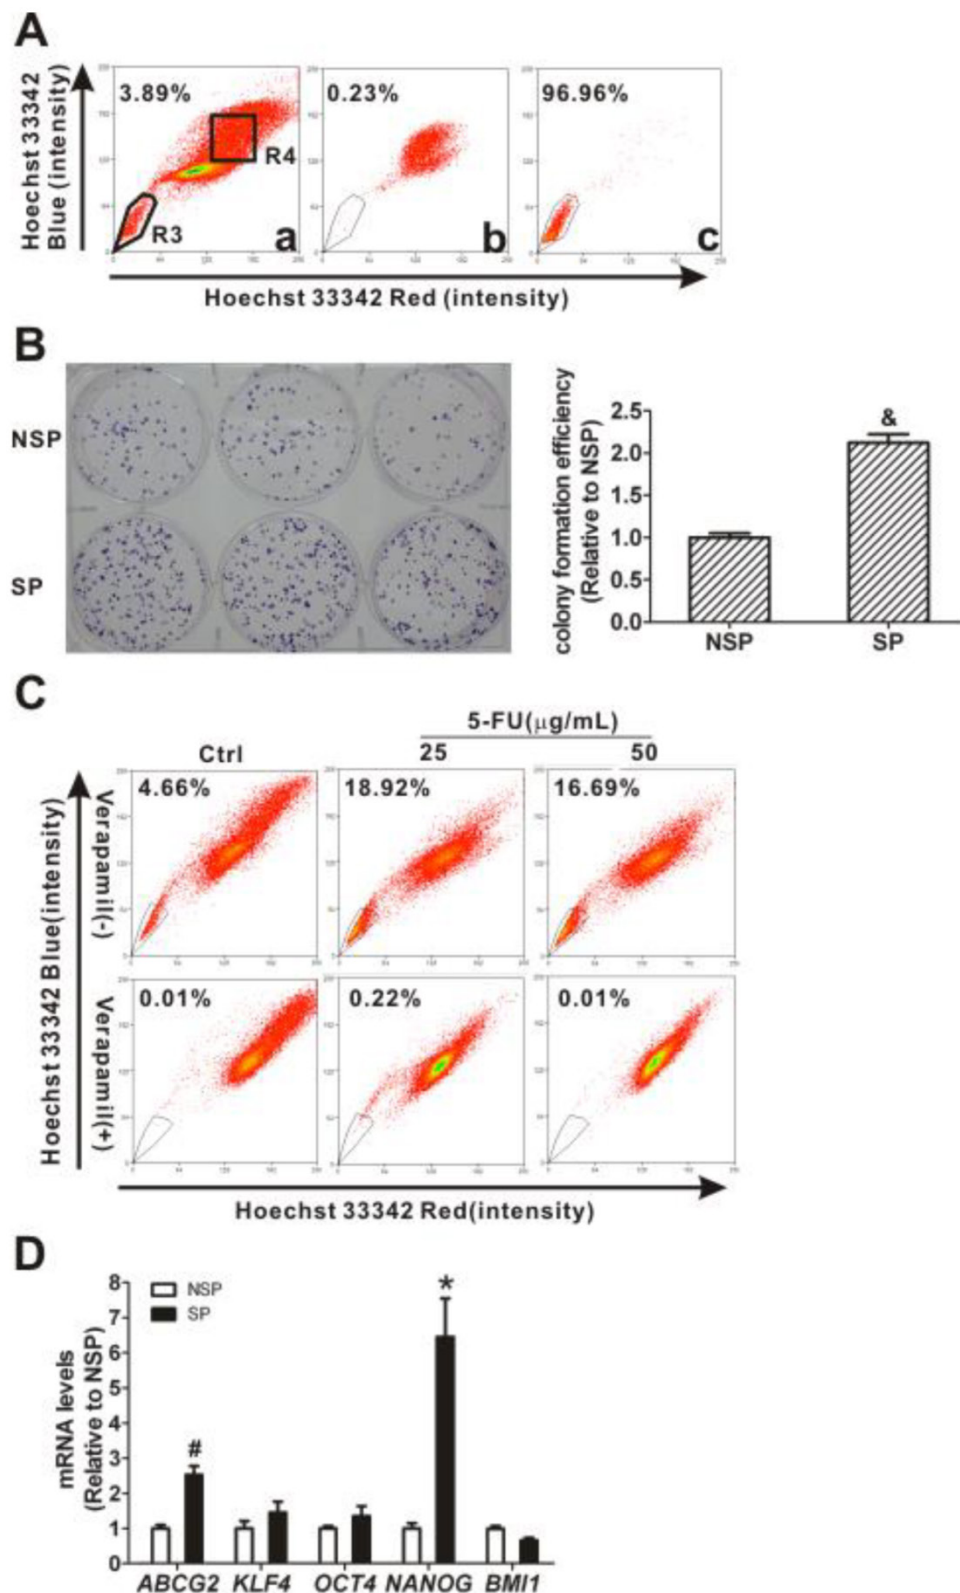 A
Hoechst 33342
Blue (intensity)
3.89%
R4
R3
a
0.23%
b
96.96%
c
Hoechst 33342 Red (intensity)
B
NSP
SP
colony formation efficiency
(Relative to NSP)
2.5
2.0
1.5
1.0
0.5
0.0
&
NSP
SP
C
5-FU(μg/mL)
Ctrl
25
50
Hoechst 33342 Blue(intensity)
Verapamil(-)
4.66%
18.92%
16.69%
Verapamil(+)
0.01%
0.22%
0.01%
Hoechst 33342 Red(intensity)
D
mRNA levels
(Relative to NSP)
8
7
6
5
4
3
2
1
0
NSP
SP
#
*
ABCG2 KLF4 OCT4 NANOG BMI1